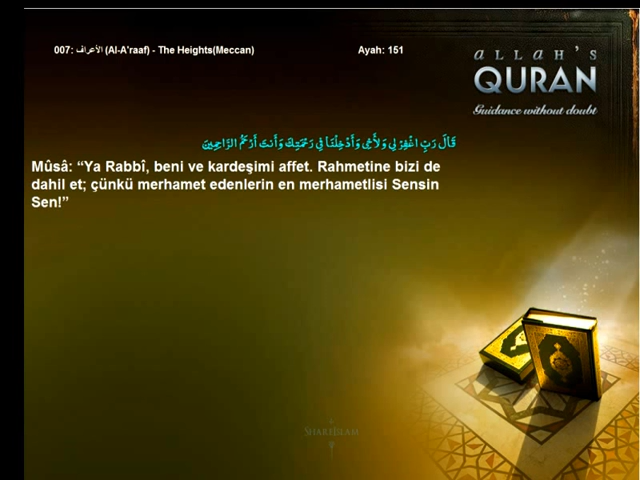 007: الأعراف (Al-A'raaf) - The Heights(Meccan) Ayah: 151
ALLAH'S
QURAN
Guidance without doubt
قَالَ رَبِّ اغْفِرْ لِي وَلِأَخِي وَأَدْخِلْنَا فِي رَحْمَتِكَ وَأَنتَ أَرْحَمُ الرَّاحِمِينَ
Mûsâ: “Ya Rabbî, beni ve kardeşimi affet. Rahmetine bizi de
dahil et; çünkü merhamet edenlerin en merhametlisi Sensin
Sen!”
SHAREISLAM